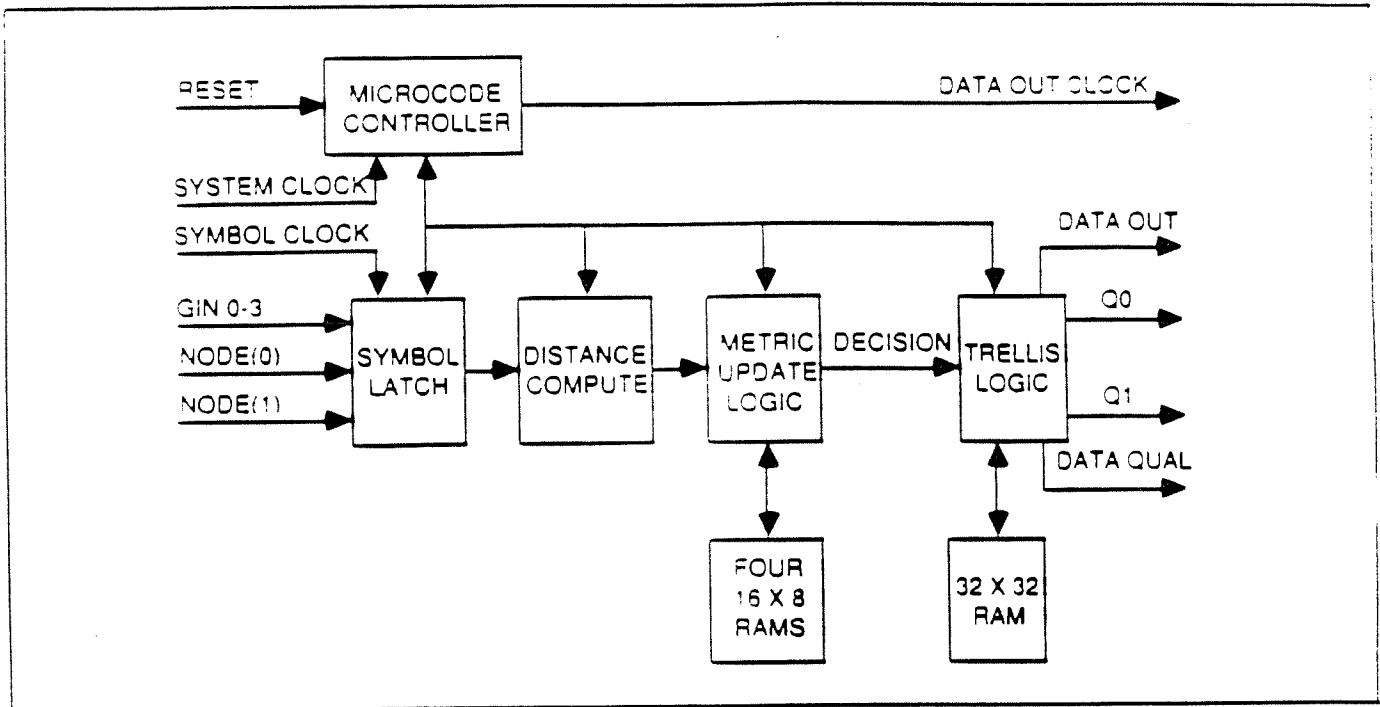 RESET
MICROCODE
CONTROLLER
DATA OUT CLOCK
SYSTEM CLOCK
SYMBOL CLOCK
DATA OUT
GIN 0-3
NODE(0)
NODE(1)
SYMBOL
LATCH
DISTANCE
COMPUTE
METRIC
UPDATE
LOGIC
DECISION
TRELLIS
LOGIC
Q0
Q1
DATA QUAL
FOUR
16 X 8
RAMS
32 X 32
RAM